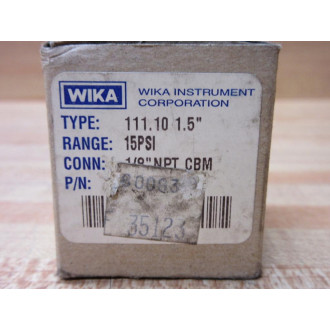 WIKA
WIKA INSTRUMENT
CORPORATION
TYPE: 111.10 1.5"
RANGE: 15PSI
CONN: 1/8"NPT CBM
P/N:
35123